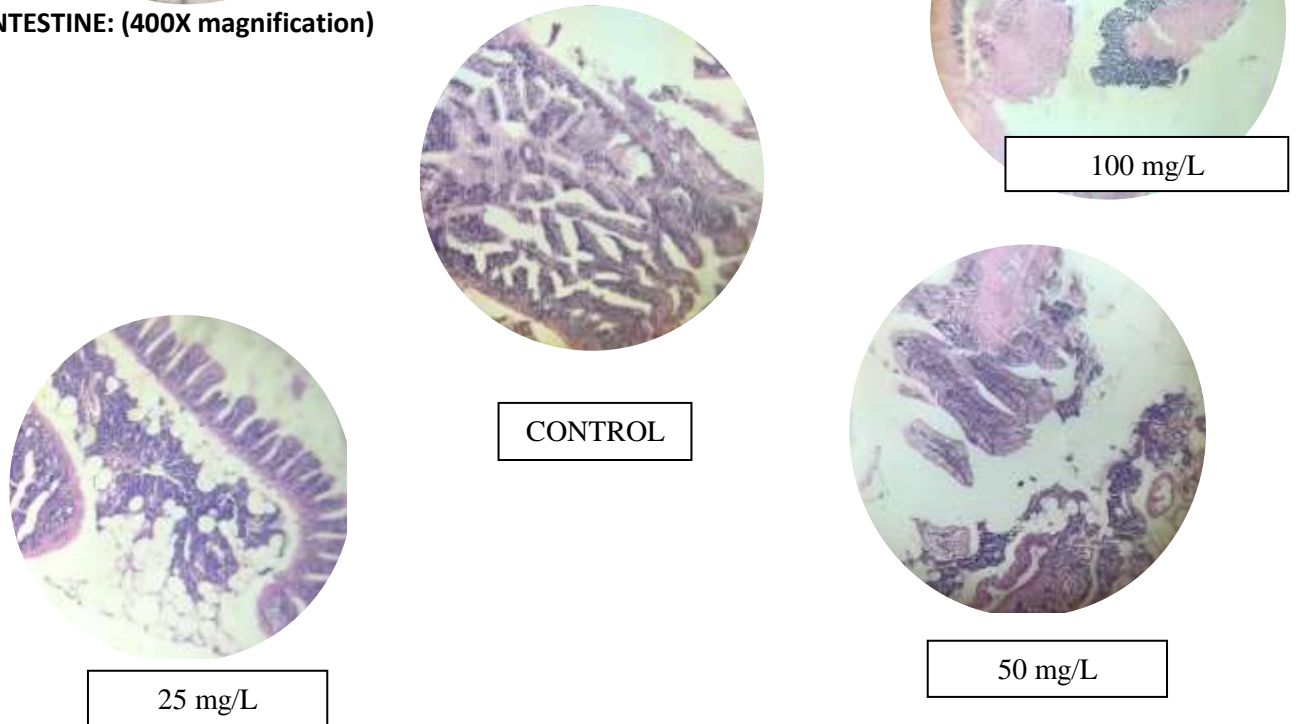 NTESTINE: (400X magnification)
100 mg/L
CONTROL
50 mg/L
25 mg/L